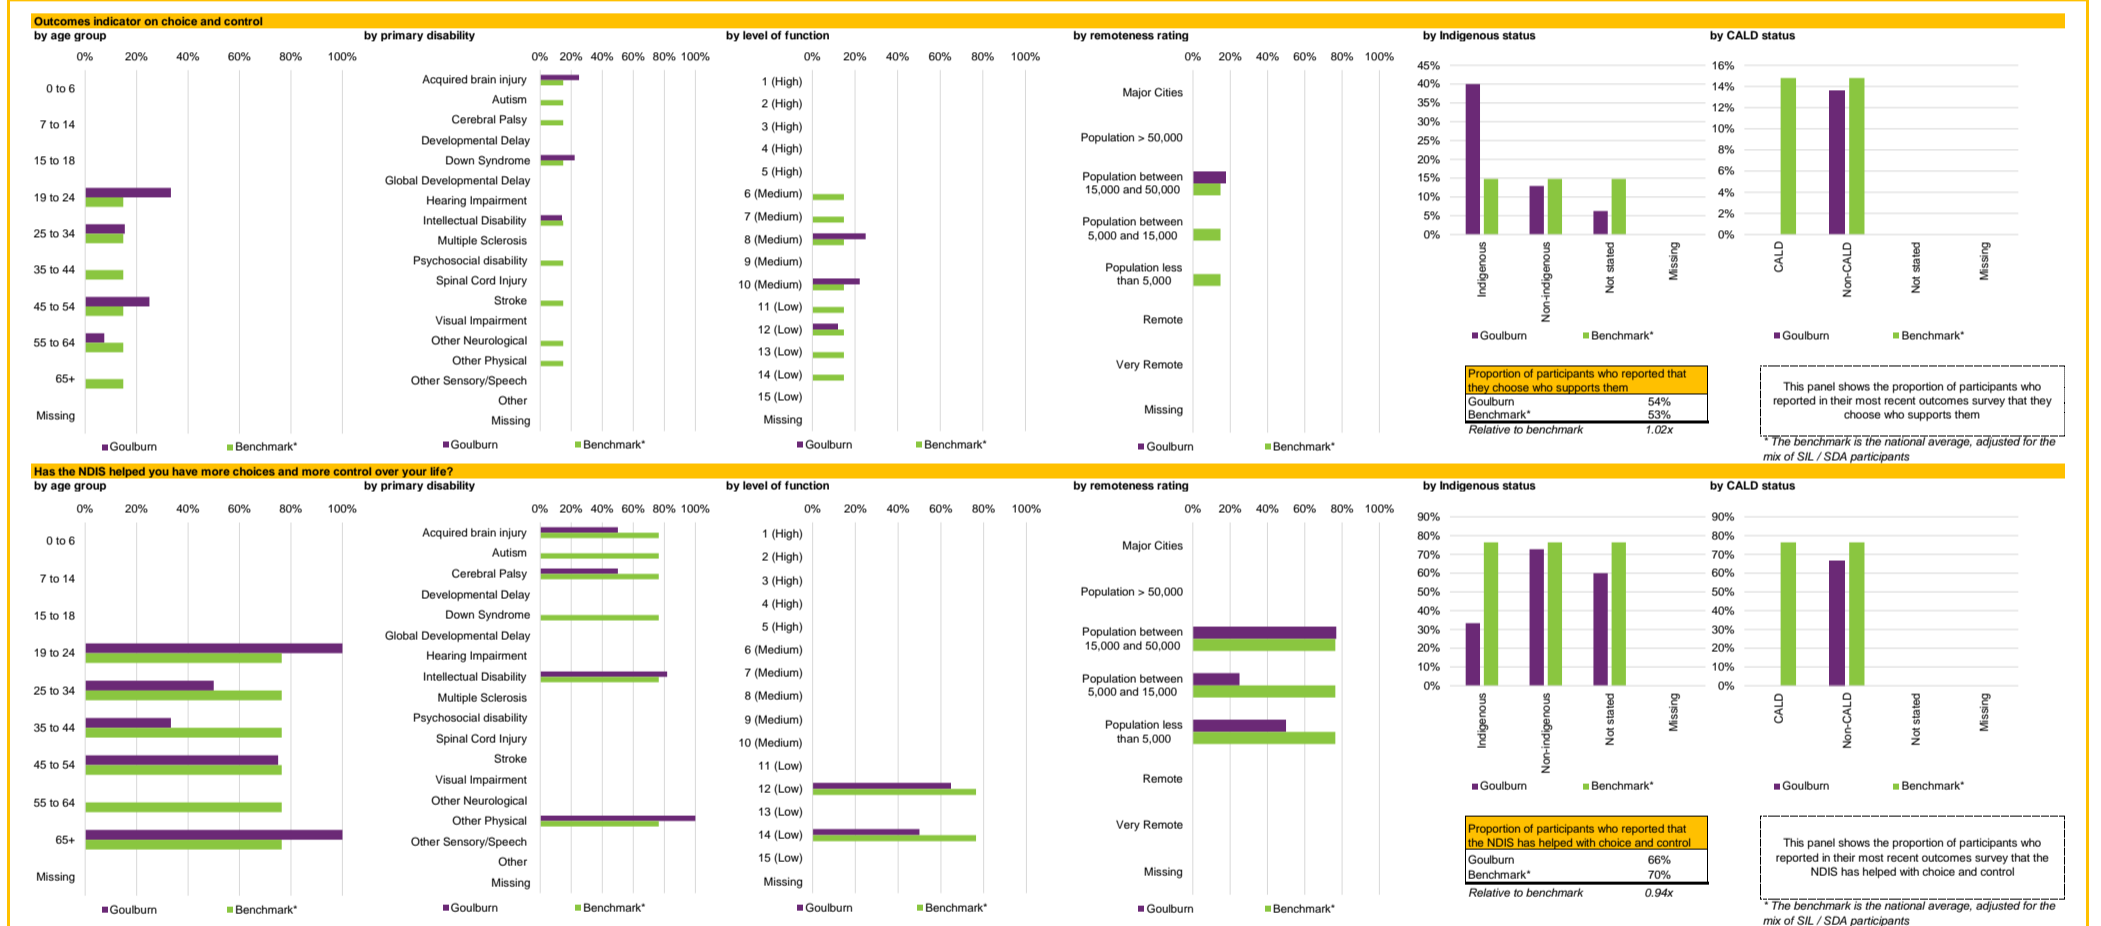 Outcomes indicator on choice and control
by age group
0% 20% 40% 60% 80% 100%
0 to 6
7 to 14
15 to 18
19 to 24
25 to 34
35 to 44
45 to 54
55 to 64
65+
Missing
Goulburn Benchmark*
by primary disability
0% 20% 40% 60% 80% 100%
Acquired brain injury
Autism
Cerebral Palsy
Developmental Delay
Down Syndrome
Global Developmental Delay
Hearing Impairment
Intellectual Disability
Multiple Sclerosis
Psychosocial disability
Spinal Cord Injury
Stroke
Visual Impairment
Other Neurological
Other Physical
Other Sensory/Speech
Other
Missing
Goulburn Benchmark*
by level of function
0% 20% 40% 60% 80% 100%
1 (High)
2 (High)
3 (High)
4 (High)
5 (High)
6 (Medium)
7 (Medium)
8 (Medium)
9 (Medium)
10 (Medium)
11 (Low)
12 (Low)
13 (Low)
14 (Low)
15 (Low)
Missing
Goulburn Benchmark*
by remoteness rating
0% 20% 40% 60% 80% 100%
Major Cities
Population > 50,000
Population between
15,000 and 50,000
Population between
5,000 and 15,000
Population less
than 5,000
Remote
Very Remote
Missing
Goulburn Benchmark*
by Indigenous status
45%
40%
35%
30%
25%
20%
15%
10%
5%
0%
Indigenous
Non-indigenous
Not stated
Missing
Goulburn Benchmark*
Proportion of participants who reported that
they choose who supports them
Goulburn 54%
Benchmark* 53%
Relative to benchmark 1.02x
by CALD status
16%
14%
12%
10%
8%
6%
4%
2%
0%
CALD
Non-CALD
Not stated
Missing
Goulburn Benchmark*
This panel shows the proportion of participants who
reported in their most recent outcomes survey that they
choose who supports them
* The benchmark is the national average, adjusted for the
mix of SIL / SDA participants
Has the NDIS helped you have more choices and more control over your life?
by age group
0% 20% 40% 60% 80% 100%
0 to 6
7 to 14
15 to 18
19 to 24
25 to 34
35 to 44
45 to 54
55 to 64
65+
Missing
Goulburn Benchmark*
by primary disability
0% 20% 40% 60% 80% 100%
Acquired brain injury
Autism
Cerebral Palsy
Developmental Delay
Down Syndrome
Global Developmental Delay
Hearing Impairment
Intellectual Disability
Multiple Sclerosis
Psychosocial disability
Spinal Cord Injury
Stroke
Visual Impairment
Other Neurological
Other Physical
Other Sensory/Speech
Other
Missing
Goulburn Benchmark*
by level of function
0% 20% 40% 60% 80% 100%
1 (High)
2 (High)
3 (High)
4 (High)
5 (High)
6 (Medium)
7 (Medium)
8 (Medium)
9 (Medium)
10 (Medium)
11 (Low)
12 (Low)
13 (Low)
14 (Low)
15 (Low)
Missing
Goulburn Benchmark*
by remoteness rating
0% 20% 40% 60% 80% 100%
Major Cities
Population > 50,000
Population between
15,000 and 50,000
Population between
5,000 and 15,000
Population less
than 5,000
Remote
Very Remote
Missing
Goulburn Benchmark*
by Indigenous status
90%
80%
70%
60%
50%
40%
30%
20%
10%
0%
Indigenous
Non-indigenous
Not stated
Missing
Goulburn Benchmark*
Proportion of participants who reported that
the NDIS has helped with choice and control
Goulburn 66%
Benchmark* 70%
Relative to benchmark 0.94x
by CALD status
90%
80%
70%
60%
50%
40%
30%
20%
10%
0%
CALD
Non-CALD
Not stated
Missing
Goulburn Benchmark*
This panel shows the proportion of participants who
reported in their most recent outcomes survey that the
NDIS has helped with choice and control
* The benchmark is the national average, adjusted for the
mix of SIL / SDA participants